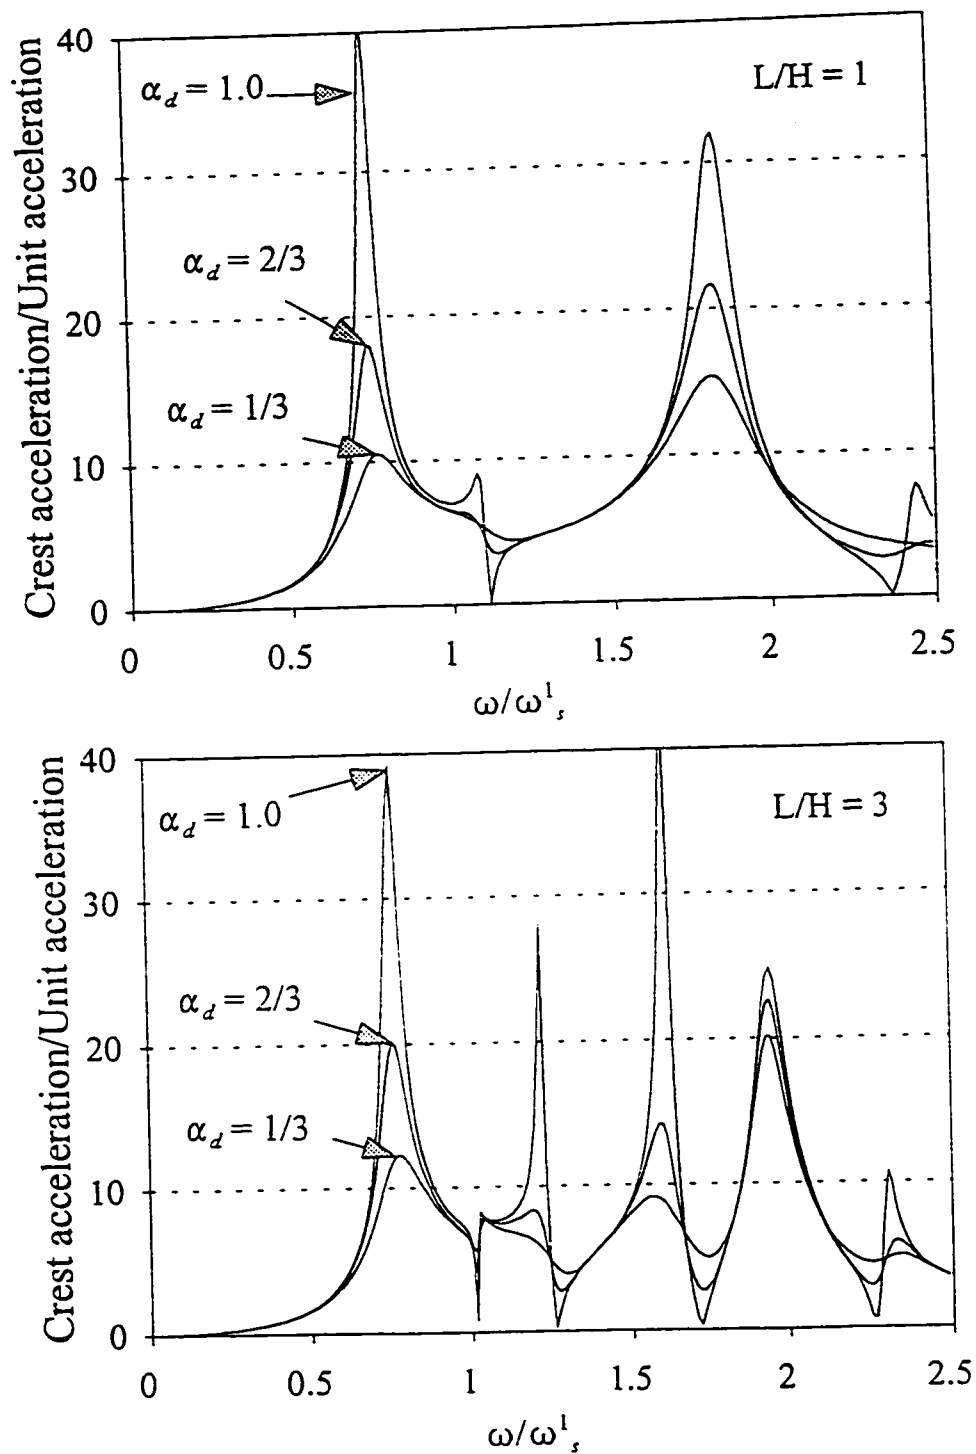 Crest acceleration/Unit acceleration
40
30
20
10
0
L/H = 1
α_d = 1.0
α_d = 2/3
α_d = 1/3
0 0.5 1 1.5 2 2.5
ω/ω¹_s
Crest acceleration/Unit acceleration
40
30
20
10
0
L/H = 3
α_d = 1.0
α_d = 2/3
α_d = 1/3
0 0.5 1 1.5 2 2.5
ω/ω¹_s